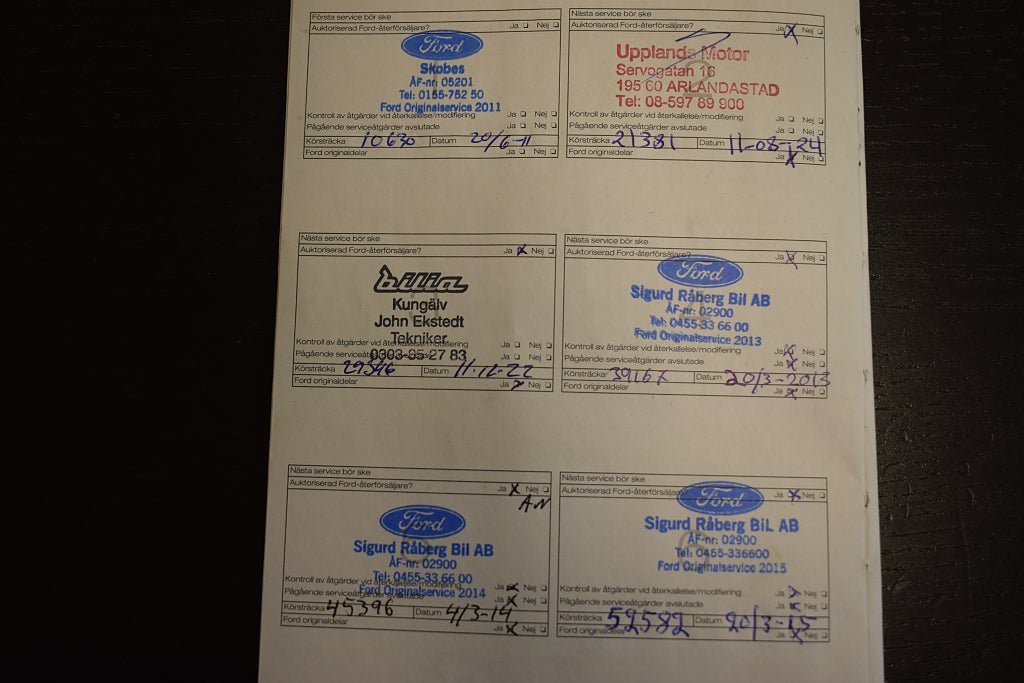 Första service bör ske
Auktoriserad Ford-återförsäljare? Ja Nej
Ford
Skobes
ÅF-nr: 05201
Tel: 0155-752 50
Ford Originalservice 2011
Kontroll av åtgärder vid återkallelse/modifiering Ja Nej
Pågående serviceåtgärder avslutade Ja Nej
Körsträcka 10630 Datum 20/6-11
Ford originaldelar Ja Nej
Nästa service bör ske
Auktoriserad Ford-återförsäljare? Ja Nej
Upplands Motor
Servogatan 16
195 60 ARLANDASTAD
Tel: 08-597 89 900
Kontroll av åtgärder vid återkallelse/modifiering Ja Nej
Pågående serviceåtgärder avslutade Ja Nej
Körsträcka 21381 Datum 11-08-24
Ford originaldelar Ja Nej
Nästa service bör ske
Auktoriserad Ford-återförsäljare? Ja Nej
bilia
Kungälv
John Ekstedt
Tekniker
Kontroll av åtgärder vid återkallelse/modifiering Ja Nej
Pågående serviceåtgärder Ja Nej
Körsträcka Datum 11-12-22
Ford originaldelar Ja Nej
Nästa service bör ske
Auktoriserad Ford-återförsäljare? Ja Nej
Ford
Sigurd Råberg Bil AB
ÅF-nr: 02900
Tel: 0455-33 66 00
Ford Originalservice 2013
Kontroll av åtgärder vid återkallelse/modifiering Ja Nej
Pågående serviceåtgärder avslutade Ja Nej
Körsträcka Datum 20/3-2013
Ford originaldelar Ja Nej
Nästa service bör ske
Auktoriserad Ford-återförsäljare? Ja Nej
AN
Ford
Sigurd Råberg Bil AB
ÅF-nr: 02900
Tel: 0455-33 66 00
Kontroll av åtgärder vid återkallelse/modifiering Ja Nej
Ford Originalservice 2014
Pågående serviceåtgärder avslutade Ja Nej
Körsträcka 45396 Datum 4/3-14
Ford originaldelar Ja Nej
Nästa service bör ske
Auktoriserad Ford-återförsäljare? Ja Nej
Ford
Sigurd Råberg BiL AB
ÅF-nr: 02900
Tel: 0455-336600
Ford Originalservice 2015
Kontroll av åtgärder vid återkallelse/modifiering Ja Nej
Pågående serviceåtgärder avslutade Ja Nej
Körsträcka 52582 Datum 20/3-15
Ford originaldelar Ja Nej